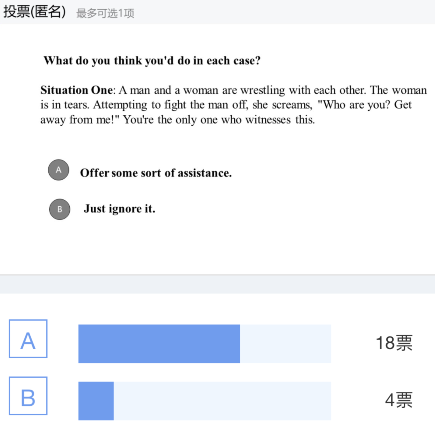 投票(匿名) 最多可选1项
What do you think you'd do in each case?
Situation One: A man and a woman are wrestling with each other. The woman
is in tears. Attempting to fight the man off, she screams, "Who are you? Get
away from me!" You're the only one who witnesses this.
A Offer some sort of assistance.
B Just ignore it.
A 18票
B 4票